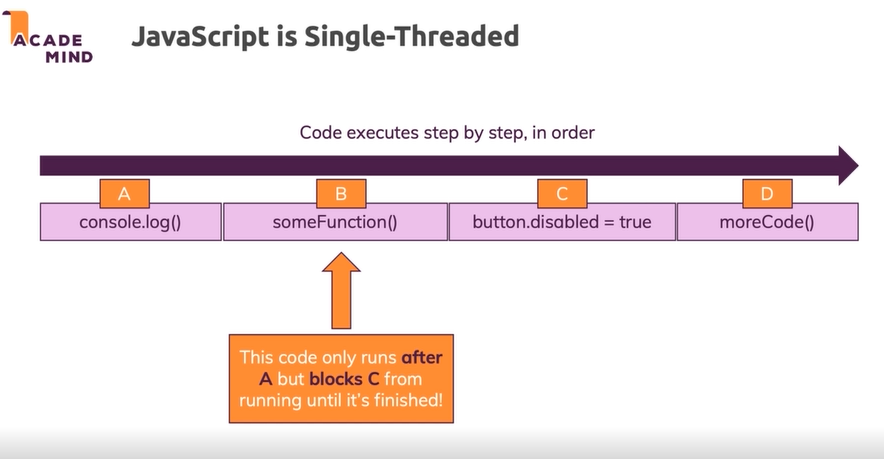 ACADE
MIND
JavaScript is Single-Threaded
Code executes step by step, in order
A
B
C
D
console.log()
someFunction()
button.disabled = true
moreCode()
This code only runs after
A but blocks C from
running until it's finished!